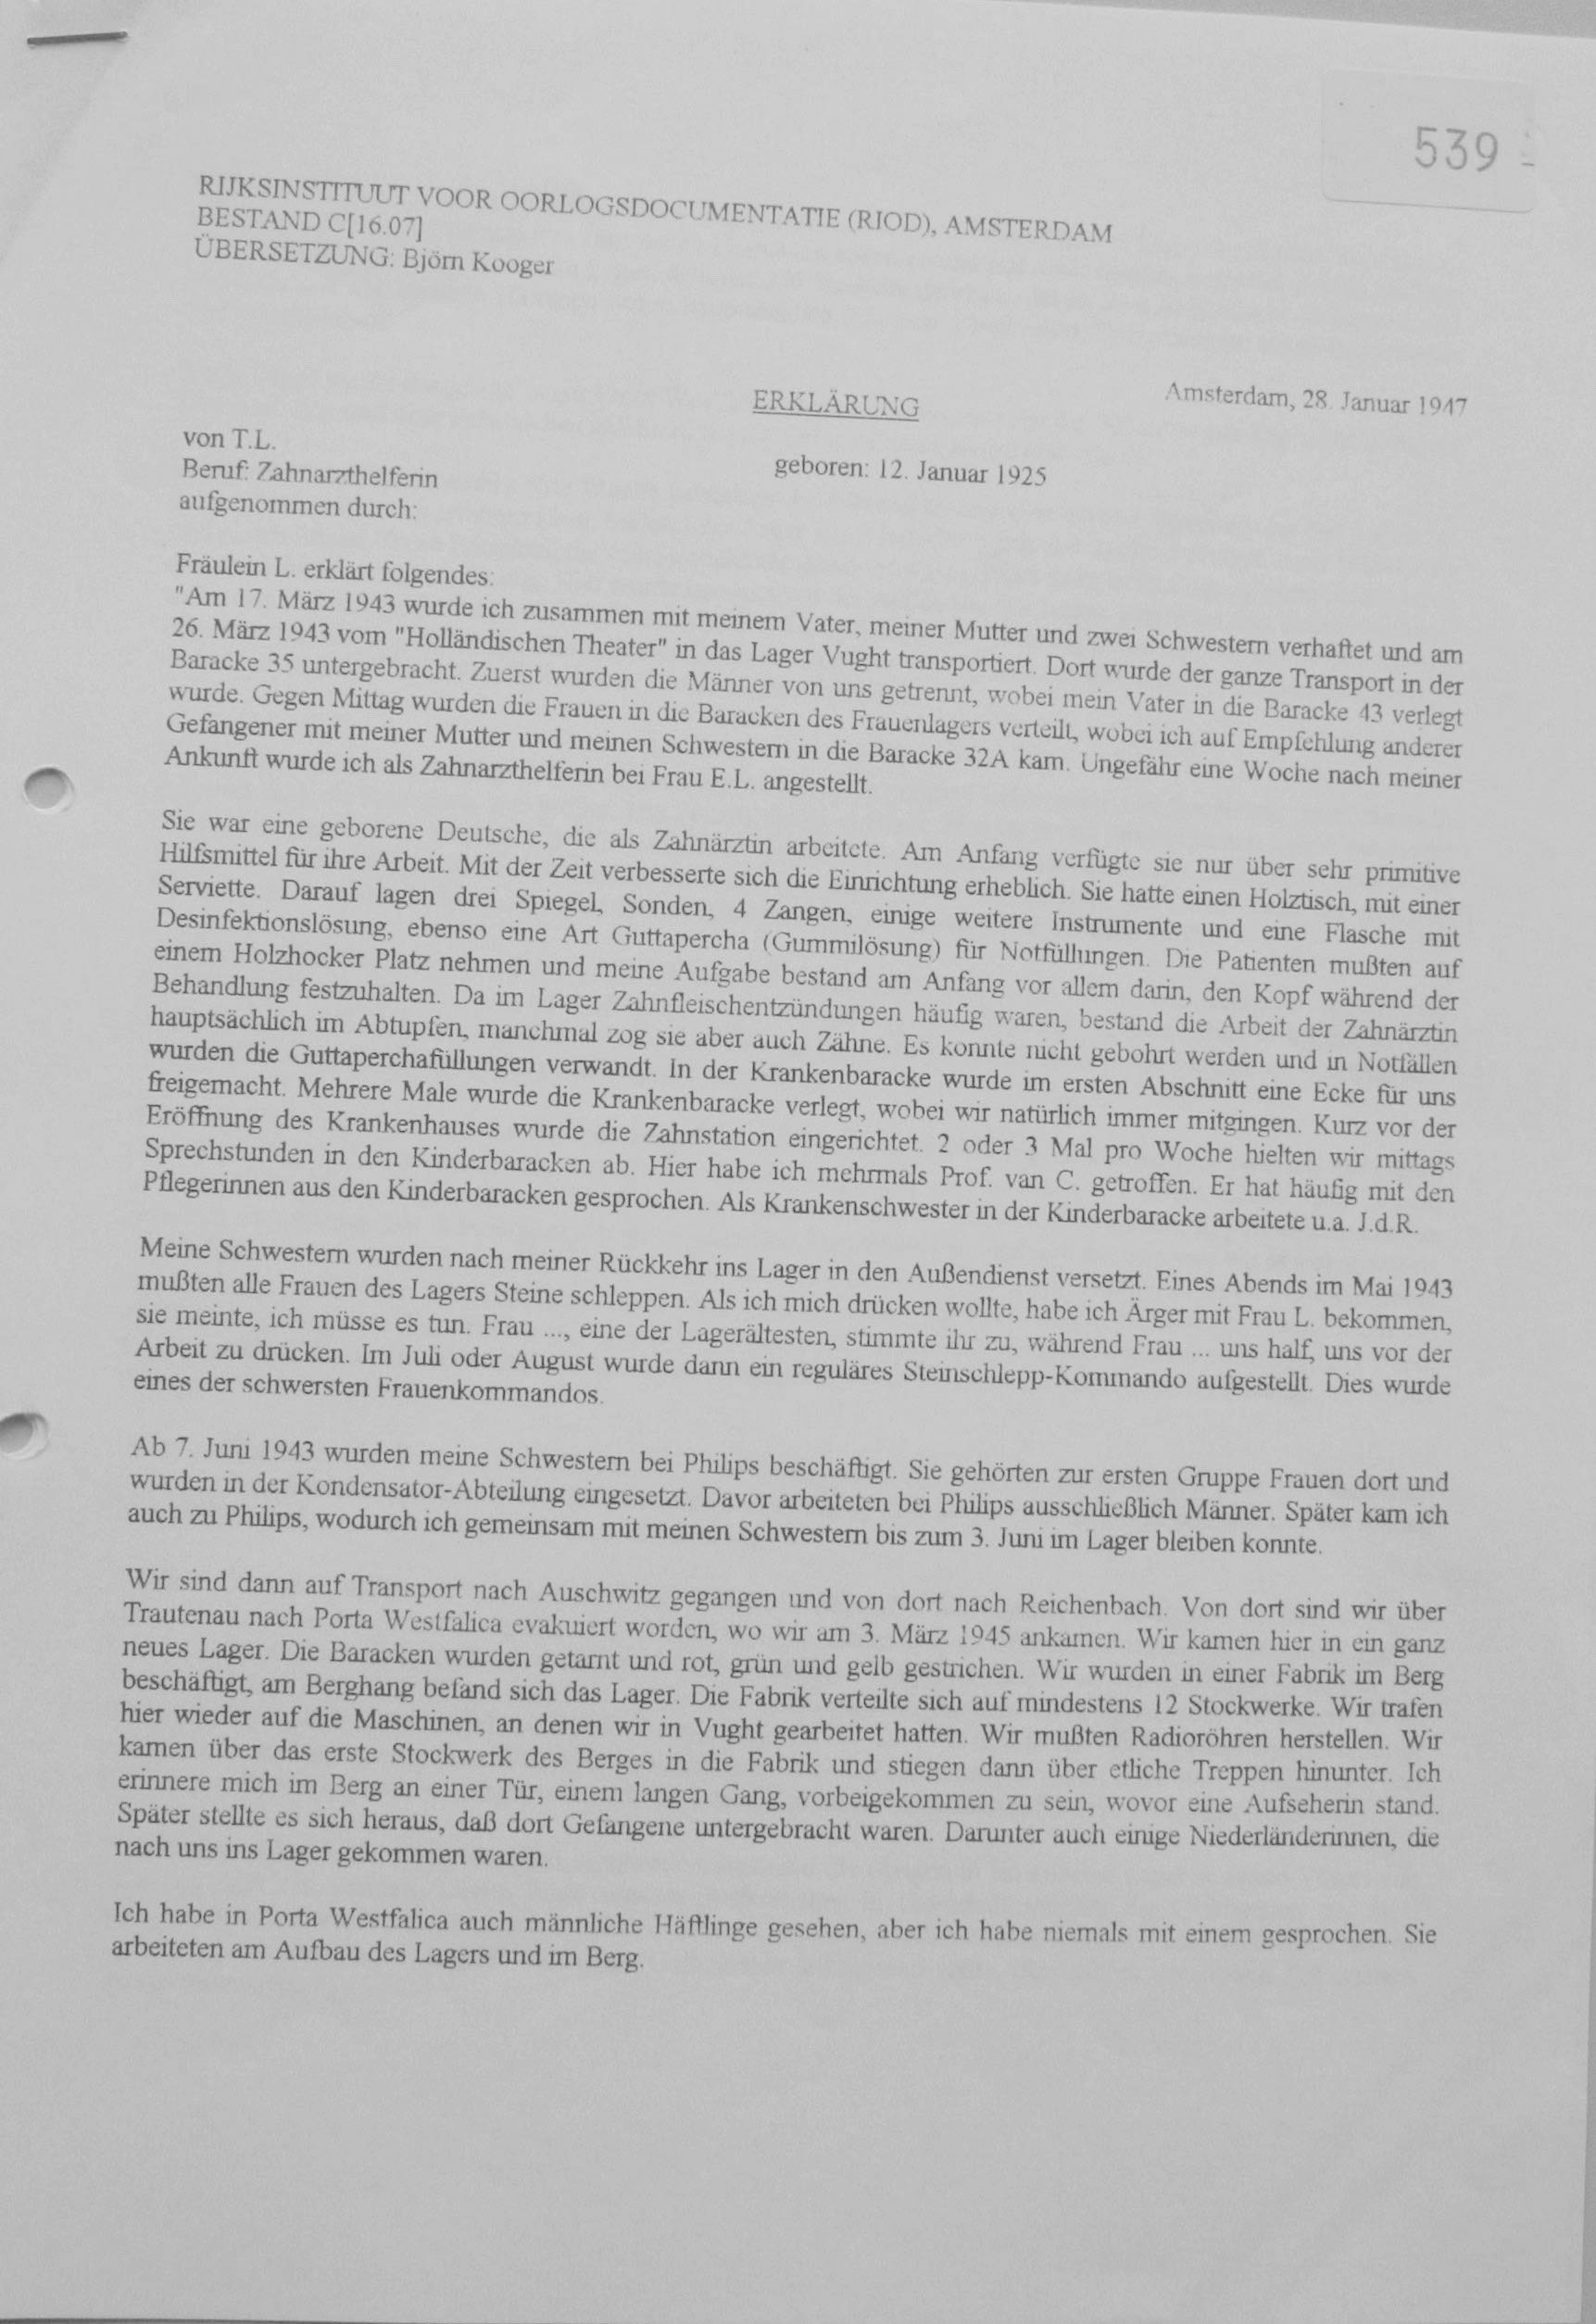 539
RIJKSINSTITUUT VOOR OORLOGSDOCUMENTATIE (RIOD), AMSTERDAM
BESTAND C[16.07]
ÜBERSETZUNG: Björn Kooger
ERKLÄRUNG
Amsterdam, 28. Januar 1947
von T.L.
Beruf: Zahnarzthelferin
geboren: 12. Januar 1925
aufgenommen durch:
Fräulein L. erklärt folgendes:
"Am 17. März 1943 wurde ich zusammen mit meinem Vater, meiner Mutter und zwei Schwestern verhaftet und am
26. März 1943 vom "Holländischen Theater" in das Lager Vught transportiert. Dort wurde der ganze Transport in der
Baracke 35 untergebracht. Zuerst wurden die Männer von uns getrennt, wobei mein Vater in die Baracke 43 verlegt
wurde. Gegen Mittag wurden die Frauen in die Baracken des Frauenlagers verteilt, wobei ich auf Empfehlung anderer
Gefangener mit meiner Mutter und meinen Schwestern in die Baracke 32A kam. Ungefähr eine Woche nach meiner
Ankunft wurde ich als Zahnarzthelferin bei Frau E.L. angestellt.
Sie war eine geborene Deutsche, die als Zahnärztin arbeitete. Am Anfang verfügte sie nur über sehr primitive
Hilfsmittel für ihre Arbeit. Mit der Zeit verbesserte sich die Einrichtung erheblich. Sie hatte einen Holztisch, mit einer
Serviette. Darauf lagen drei Spiegel, Sonden, 4 Zangen, einige weitere Instrumente und eine Flasche mit
Desinfektionslösung, ebenso eine Art Guttapercha (Gummilösung) für Notfüllungen. Die Patienten mußten auf
einem Holzhocker Platz nehmen und meine Aufgabe bestand am Anfang vor allem darin, den Kopf während der
Behandlung festzuhalten. Da im Lager Zahnfleischentzündungen häufig waren, bestand die Arbeit der Zahnärztin
hauptsächlich im Abtupfen, manchmal zog sie aber auch Zähne. Es konnte nicht gebohrt werden und in Notfällen
wurden die Guttaperchafüllungen verwandt. In der Krankenbaracke wurde im ersten Abschnitt eine Ecke für uns
freigemacht. Mehrere Male wurde die Krankenbaracke verlegt, wobei wir natürlich immer mitgingen. Kurz vor der
Eröffnung des Krankenhauses wurde die Zahnstation eingerichtet. 2 oder 3 Mal pro Woche hielten wir mittags
Sprechstunden in den Kinderbaracken ab. Hier habe ich mehrmals Prof. van C. getroffen. Er hat häufig mit den
Pflegerinnen aus den Kinderbaracken gesprochen. Als Krankenschwester in der Kinderbaracke arbeitete u.a. J.d.R.
Meine Schwestern wurden nach meiner Rückkehr ins Lager in den Außendienst versetzt. Eines Abends im Mai 1943
mußten alle Frauen des Lagers Steine schleppen. Als ich mich drücken wollte, habe ich Ärger mit Frau L. bekommen,
sie meinte, ich müsse es tun. Frau ..., eine der Lagerältesten, stimmte ihr zu, während Frau ... uns half, uns vor der
Arbeit zu drücken. Im Juli oder August wurde dann ein reguläres Steinschlepp-Kommando aufgestellt. Dies wurde
eines der schwersten Frauenkommandos.
Ab 7. Juni 1943 wurden meine Schwestern bei Philips beschäftigt. Sie gehörten zur ersten Gruppe Frauen dort und
wurden in der Kondensator-Abteilung eingesetzt. Davor arbeiteten bei Philips ausschließlich Männer. Später kam ich
auch zu Philips, wodurch ich gemeinsam mit meinen Schwestern bis zum 3. Juni im Lager bleiben konnte.
Wir sind dann auf Transport nach Auschwitz gegangen und von dort nach Reichenbach. Von dort sind wir über
Trautenau nach Porta Westfalica evakuiert worden, wo wir am 3. März 1945 ankamen. Wir kamen hier in ein ganz
neues Lager. Die Baracken wurden getarnt und rot, grün und gelb gestrichen. Wir wurden in einer Fabrik im Berg
beschäftigt, am Berghang befand sich das Lager. Die Fabrik verteilte sich auf mindestens 12 Stockwerke. Wir trafen
hier wieder auf die Maschinen, an denen wir in Vught gearbeitet hatten. Wir mußten Radioröhren herstellen. Wir
kamen über das erste Stockwerk des Berges in die Fabrik und stiegen dann über etliche Treppen hinunter. Ich
erinnere mich im Berg an einer Tür, einem langen Gang, vorbeigekommen zu sein, wovor eine Aufseherin stand.
Später stellte es sich heraus, daß dort Gefangene untergebracht waren. Darunter auch einige Niederländerinnen, die
nach uns ins Lager gekommen waren.
Ich habe in Porta Westfalica auch männliche Häftlinge gesehen, aber ich habe niemals mit einem gesprochen. Sie
arbeiteten am Aufbau des Lagers und im Berg.